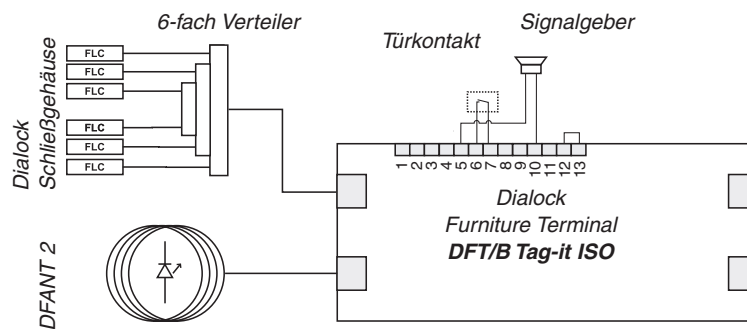 6-fach Verteiler
Signalgeber
Türkontakt
FLC
FLC
FLC
FLC
FLC
FLC
Dialock
Schließgehäuse
1 2 3 4 5 6 7 8 9 10 11 12 13
Dialock
Furniture Terminal
DFT/B Tag-it ISO
DFANT 2